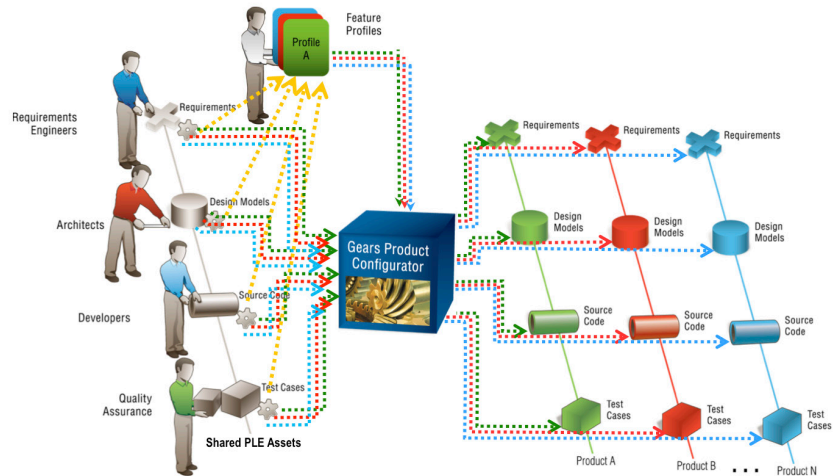 Feature
Profiles
Profile
A
Requirements
Engineers
Requirements
Architects
Design Models
Developers
Source Code
Quality
Assurance
Test Cases
Shared PLE Assets
Gears Product
Configurator
Requirements
Requirements
Requirements
Design
Models
Design
Models
Design
Models
Source
Code
Source
Code
Source
Code
Test
Cases
Test
Cases
Test
Cases
Product A
Product B
...
Product N